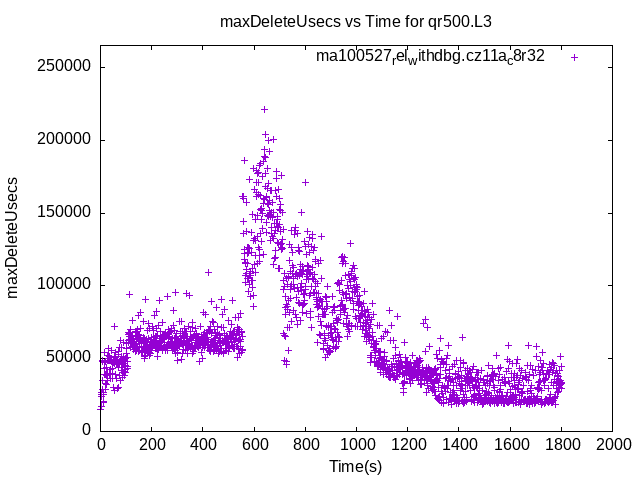 maxDeleteUsecs vs Time for qr500.L3
ma100527relwithdbg.cz11ac8r32
250000
200000
150000
100000
50000
0
maxDeleteUsecs
0 200 400 600 800 1000 1200 1400 1600 1800 2000
Time(s)